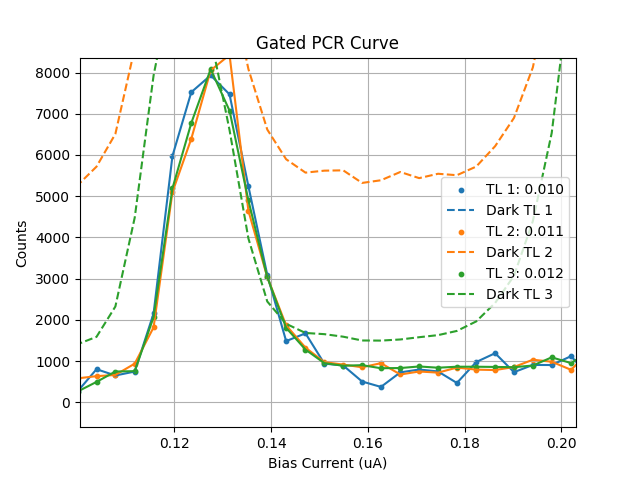 Gated PCR Curve
8000
7000
6000
5000
4000
3000
2000
1000
0
Counts
TL 1: 0.010
Dark TL 1
TL 2: 0.011
Dark TL 2
TL 3: 0.012
Dark TL 3
0.12 0.14 0.16 0.18 0.20
Bias Current (uA)